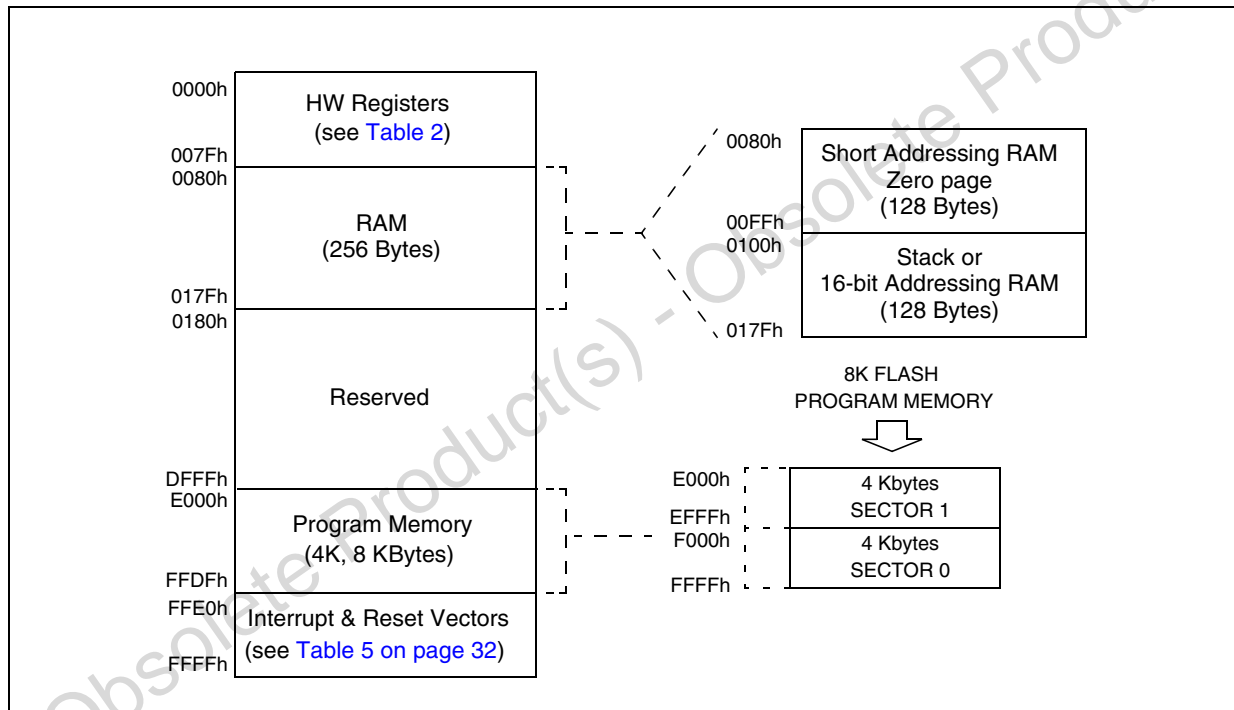 0000h
HW Registers
(see Table 2)
007Fh
0080h
RAM
(256 Bytes)
017Fh
0180h
Reserved
DFFFh
E000h
Program Memory
(4K, 8 KBytes)
FFDFh
FFE0h
Interrupt & Reset Vectors
(see Table 5 on page 32)
FFFFh
0080h
Short Addressing RAM
Zero page
(128 Bytes)
00FFh
0100h
Stack or
16-bit Addressing RAM
(128 Bytes)
017Fh
8K FLASH
PROGRAM MEMORY
E000h
4 Kbytes
SECTOR 1
EFFFh
F000h
4 Kbytes
SECTOR 0
FFFFh
Obsolete Product(s) - Obsolete Produ